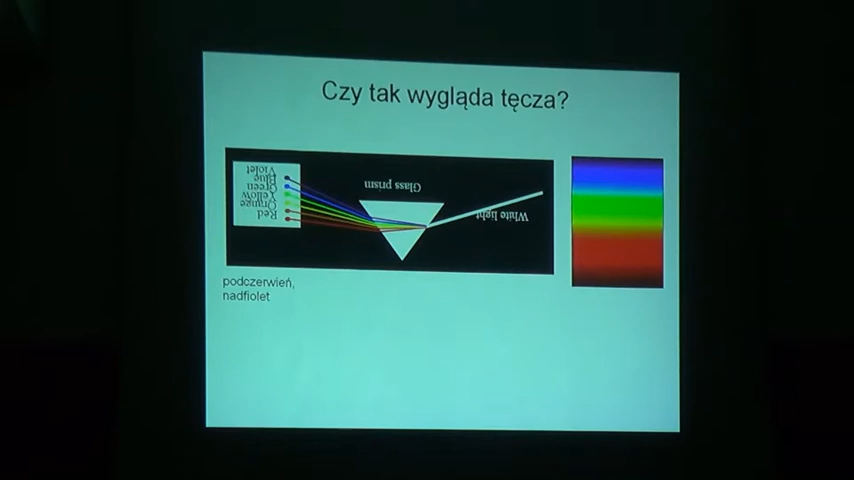 Czy tak wygląda tęcza?
Violet
Blue
Green
Yellow
Orange
Red
Glass prism
White light
podczerwień,
nadfiolet